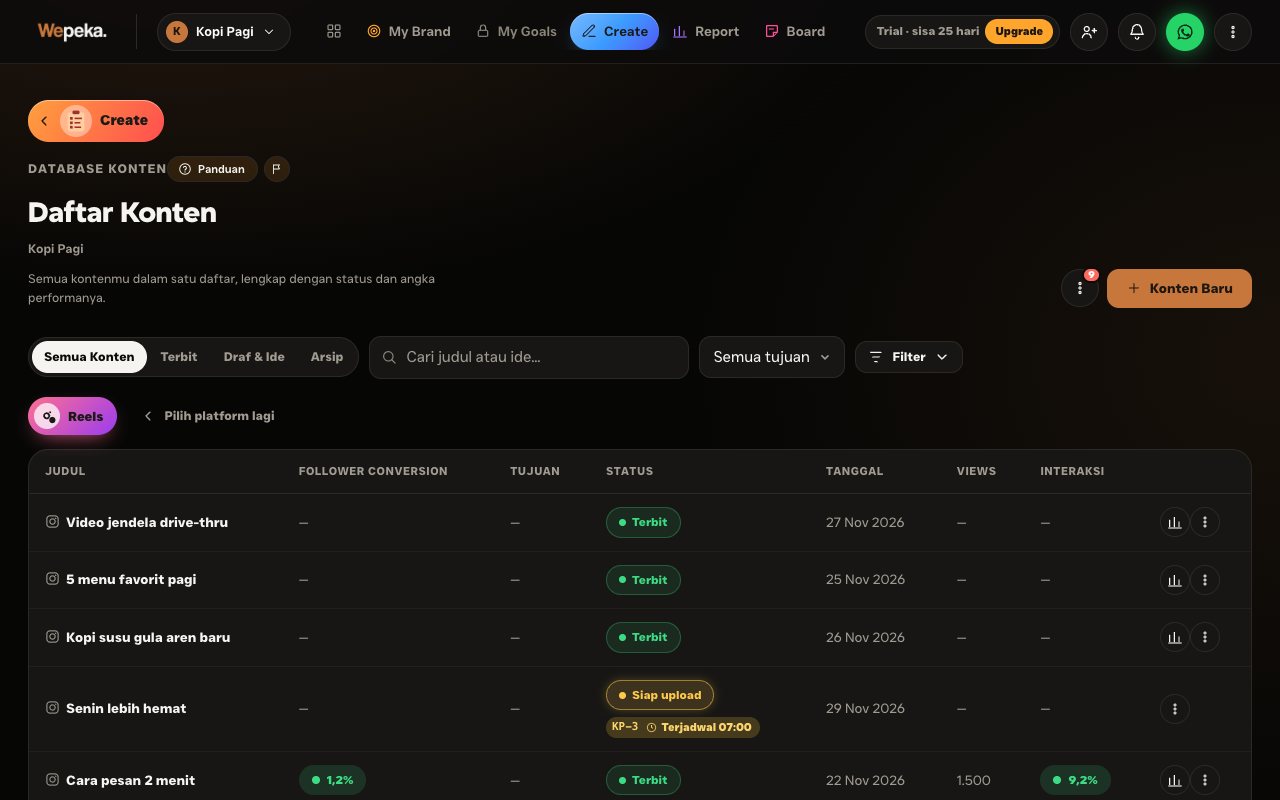 Wepeka.
K Kopi Pagi
My Brand
My Goals
Create
Report
Board
Trial · sisa 25 hari Upgrade
Create
DATABASE KONTEN Panduan
Daftar Konten
Kopi Pagi
Semua kontenmu dalam satu daftar, lengkap dengan status dan angka
performanya.
9
Konten Baru
Semua Konten Terbit Draf & Ide Arsip
Cari judul atau ide...
Semua tujuan
Filter
Reels
Pilih platform lagi
JUDUL FOLLOWER CONVERSION TUJUAN STATUS TANGGAL VIEWS INTERAKSI
Video jendela drive-thru — — Terbit 27 Nov 2026 — —
5 menu favorit pagi — — Terbit 25 Nov 2026 — —
Kopi susu gula aren baru — — Terbit 26 Nov 2026 — —
Senin lebih hemat — — Siap upload 29 Nov 2026 — —
KP-3 Terjadwal 07:00
Cara pesan 2 menit 1,2% — Terbit 22 Nov 2026 1.500 9,2%